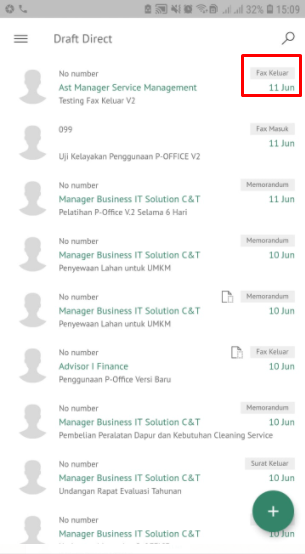 32% 15:09
Draft Direct
No number
Fax Keluar
Ast Manager Service Management
11 Jun
Testing Fax Keluar V2
099
Fax Masuk
11 Jun
Uji Kelayakan Penggunaan P-OFFICE V2
No number
Memorandum
Manager Business IT Solution C&T
11 Jun
Pelatihan P-Office V.2 Selama 6 Hari
No number
Memorandum
Manager Business IT Solution C&T
10 Jun
Penyewaan Lahan untuk UMKM
No number
Memorandum
Manager Business IT Solution C&T
10 Jun
Penyewaan Lahan untuk UMKM
No number
Fax Keluar
Advisor I Finance
10 Jun
Penggunaan P-Office Versi Baru
No number
Memorandum
Manager Business IT Solution C&T
10 Jun
Pembelian Peralatan Dapur dan Kebutuhan Cleaning Service
No number
Surat Keluar
Manager Business IT Solution C&T
10 Jun
Undangan Rapat Evaluasi Tahunan
No number
Manager Business IT Solution C&T
10 Jun